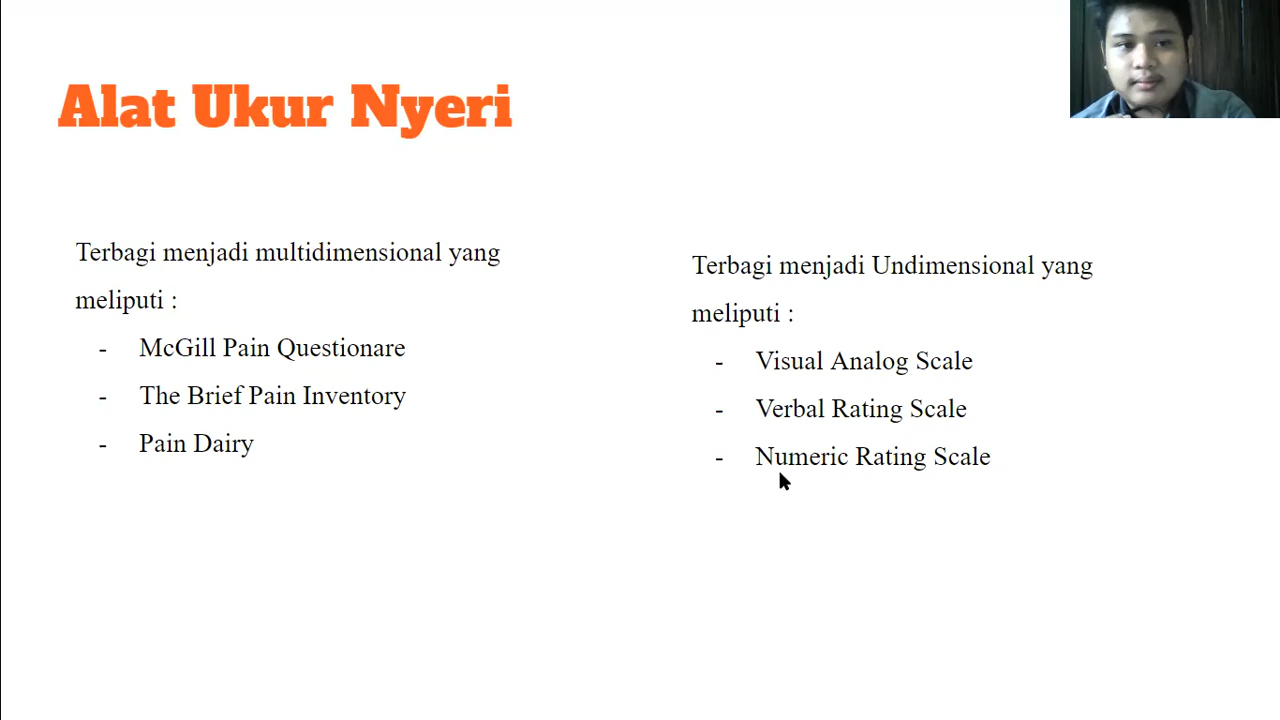 Alat Ukur Nyeri
Terbagi menjadi multidimensional yang
meliputi :
- McGill Pain Questionare
- The Brief Pain Inventory
- Pain Dairy
Terbagi menjadi Undimensional yang
meliputi :
- Visual Analog Scale
- Verbal Rating Scale
- Numeric Rating Scale